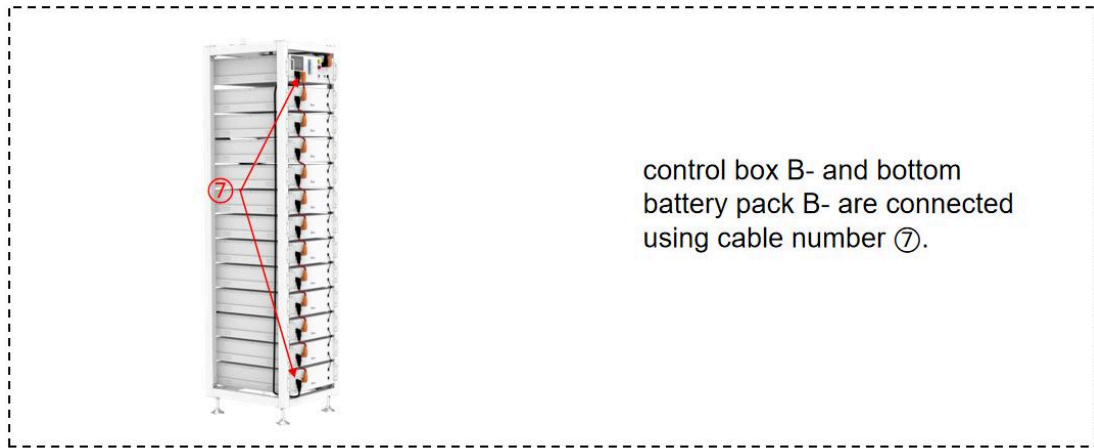 ⑦
control box B- and bottom
battery pack B- are connected
using cable number ⑦.